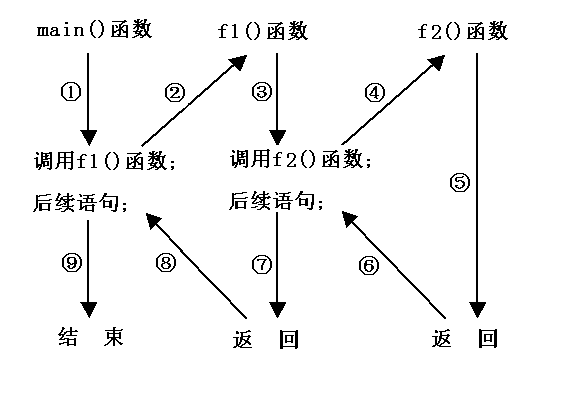 main()函数 f1()函数 f2()函数
① ② ③ ④
调用f1()函数; 调用f2()函数;
⑤
后续语句; 后续语句;
⑨ ⑧ ⑦ ⑥
结 束 返 回 返 回